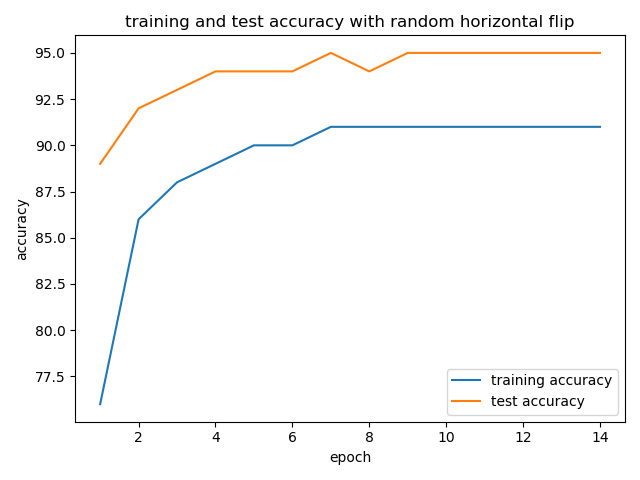 training and test accuracy with random horizontal flip
95.0
92.5
90.0
87.5
85.0
82.5
80.0
77.5
accuracy
training accuracy
test accuracy
2 4 6 8 10 12 14
epoch